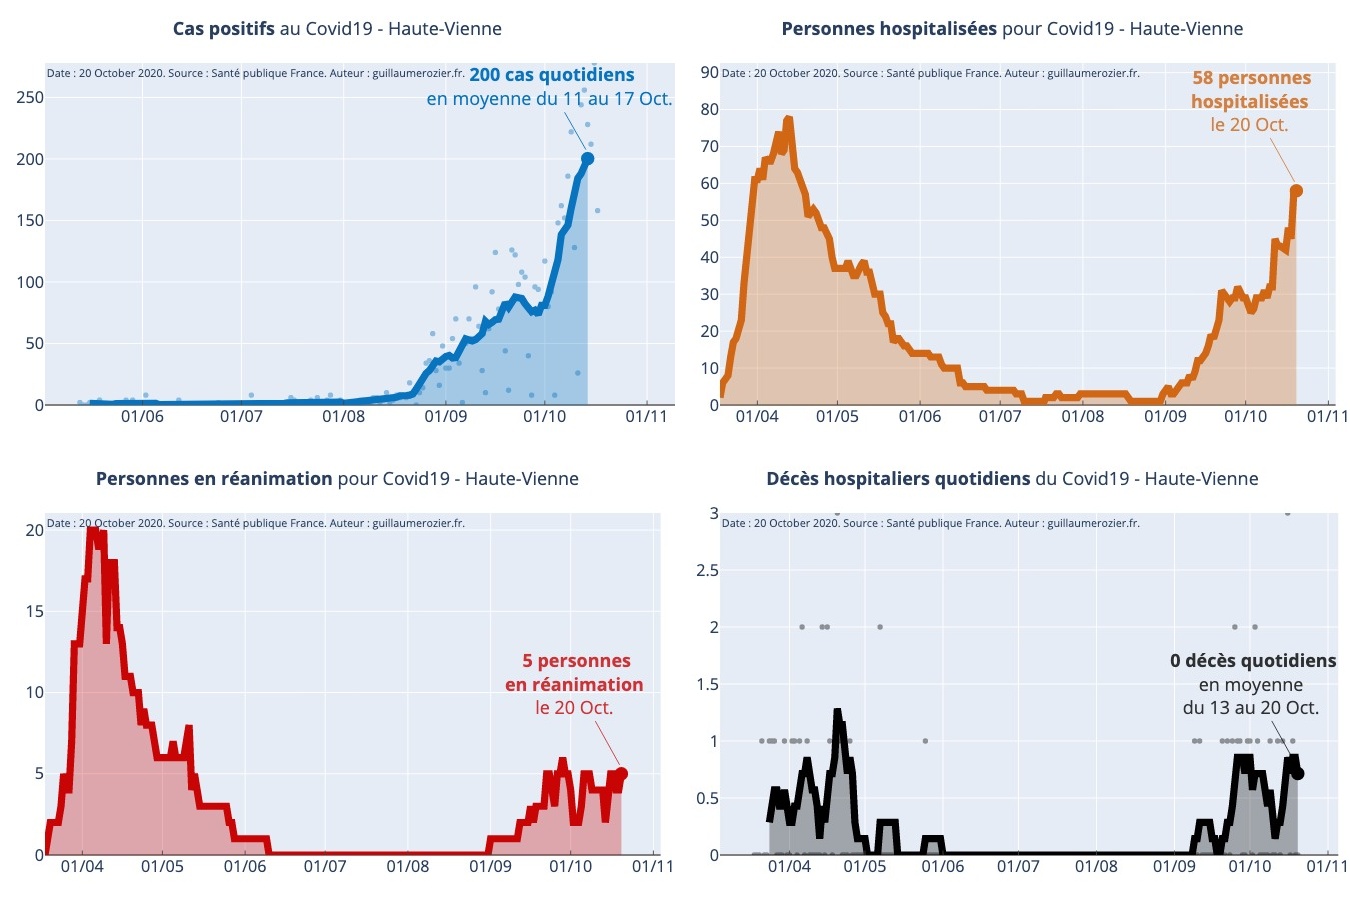 Cas positifs au Covid19 - Haute-Vienne
Date : 20 October 2020. Source : Santé publique France. Auteur : guillaumerozier.fr.
200 cas quotidiens
en moyenne du 11 au 17 Oct.
250
200
150
100
50
0
01/06 01/07 01/08 01/09 01/10 01/11
Personnes hospitalisées pour Covid19 - Haute-Vienne
Date : 20 October 2020. Source : Santé publique France. Auteur : guillaumerozier.fr.
58 personnes
hospitalisées
le 20 Oct.
90
80
70
60
50
40
30
20
10
0
01/04 01/05 01/06 01/07 01/08 01/09 01/10 01/11
Personnes en réanimation pour Covid19 - Haute-Vienne
Date : 20 October 2020. Source : Santé publique France. Auteur : guillaumerozier.fr.
20
15
10
5
0
5 personnes
en réanimation
le 20 Oct.
01/04 01/05 01/06 01/07 01/08 01/09 01/10 01/11
Décès hospitaliers quotidiens du Covid19 - Haute-Vienne
Date : 20 October 2020. Source : Santé publique France. Auteur : guillaumerozier.fr.
3
2.5
2
1.5
1
0.5
0
0 décès quotidiens
en moyenne
du 13 au 20 Oct.
01/04 01/05 01/06 01/07 01/08 01/09 01/10 01/11